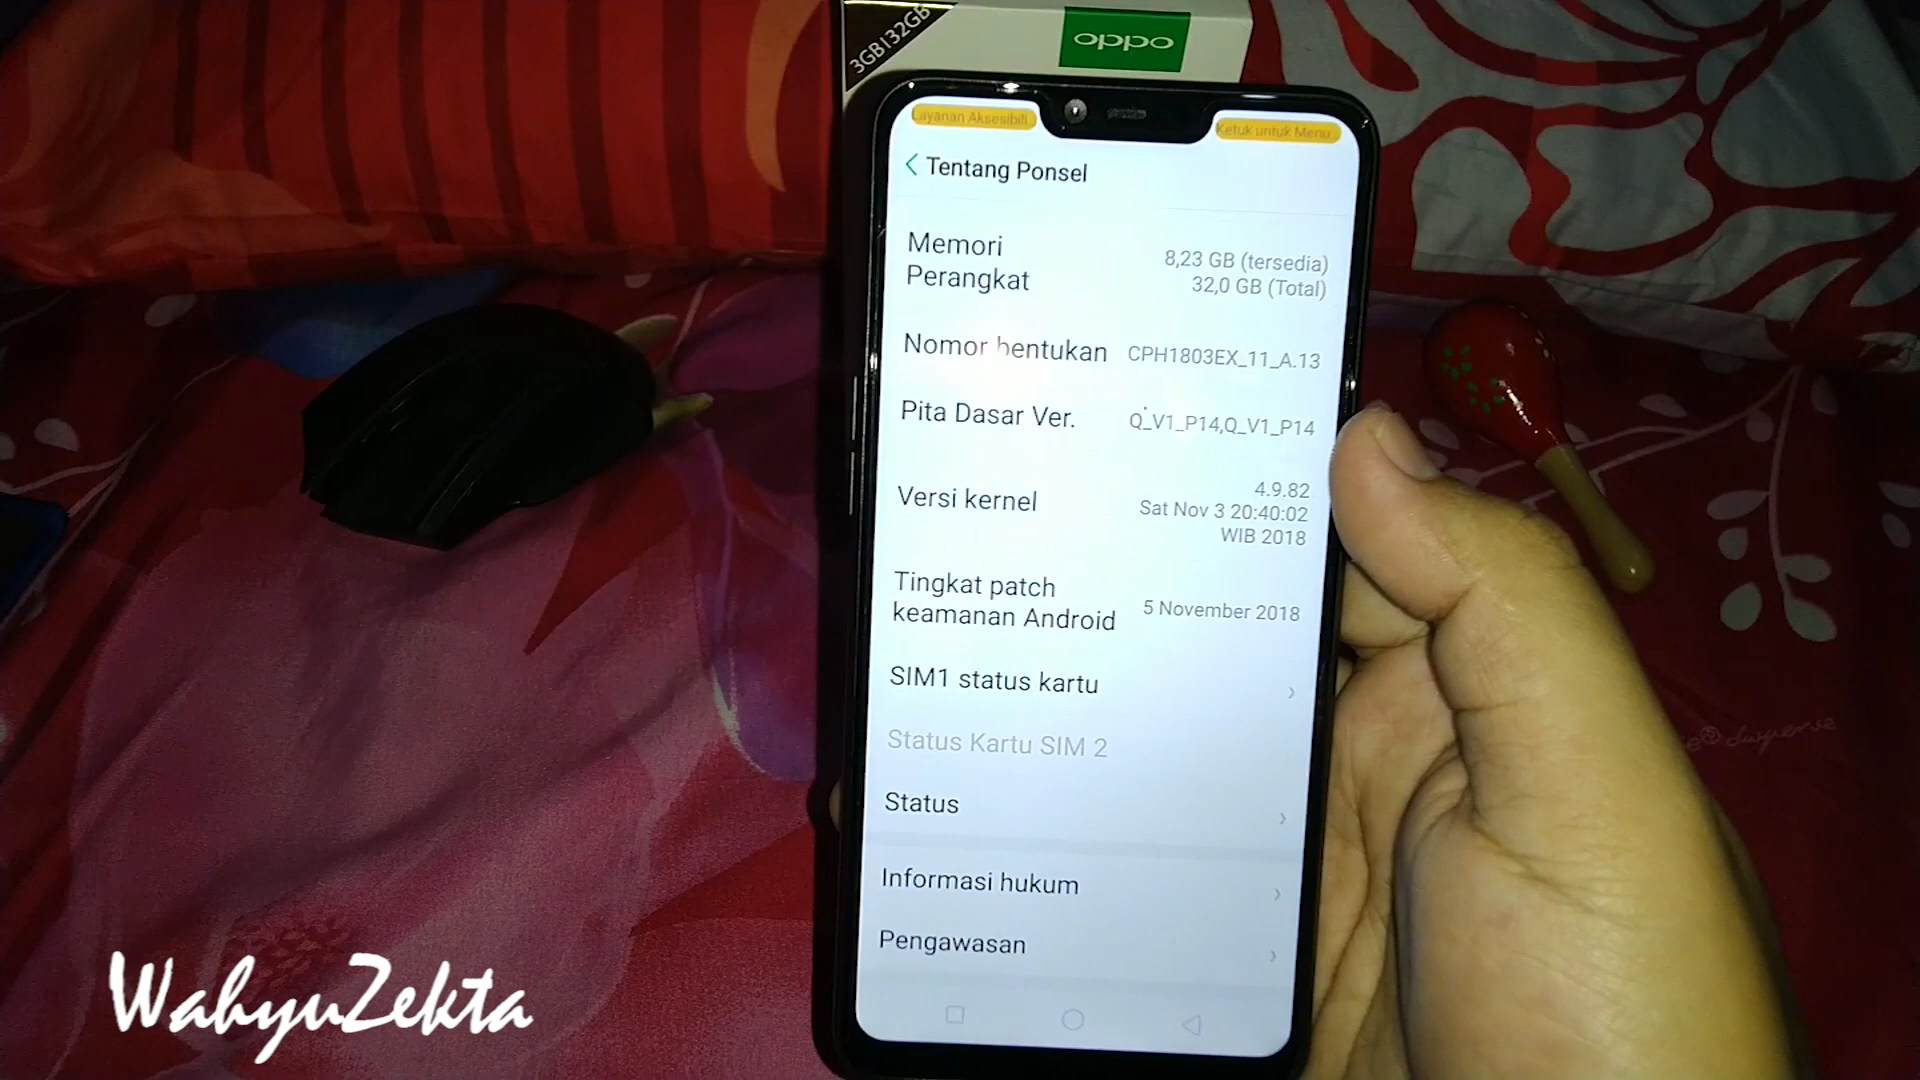 3GB|32GB
oppo
Layanan Aksesibili
Ketuk untuk Menu
Tentang Ponsel
Memori
Perangkat
8,23 GB (tersedia)
32,0 GB (Total)
Nomor bentukan
CPH1803EX_11_A.13
Pita Dasar Ver.
Q_V1_P14,Q_V1_P14
Versi kernel
4.9.82
Sat Nov 3 20:40:02
WIB 2018
Tingkat patch
keamanan Android
5 November 2018
SIM1 status kartu
Status Kartu SIM 2
Status
Informasi hukum
Pengawasan
WahyuZekta